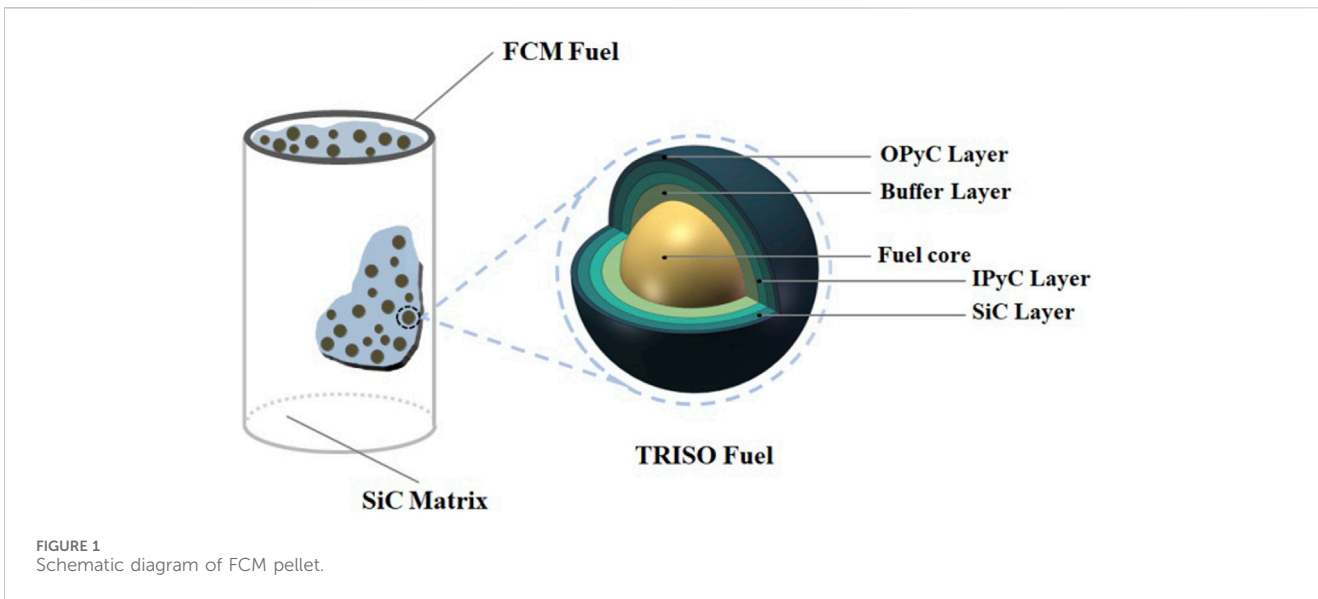 FCM Fuel
OPyC Layer
Buffer Layer
Fuel core
IPyC Layer
SiC Layer
TRISO Fuel
SiC Matrix
FIGURE 1
Schematic diagram of FCM pellet.